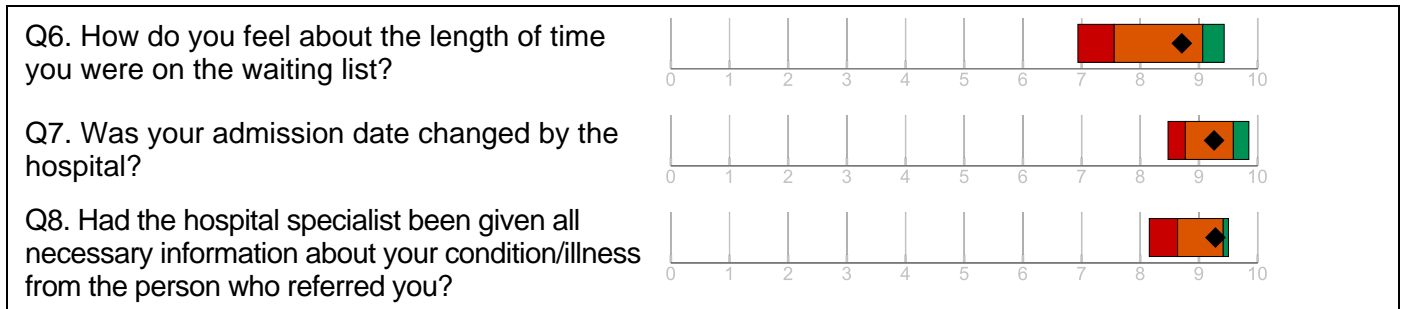 Q6. How do you feel about the length of time
you were on the waiting list?
0 1 2 3 4 5 6 7 8 9 10
Q7. Was your admission date changed by the
hospital?
0 1 2 3 4 5 6 7 8 9 10
Q8. Had the hospital specialist been given all
necessary information about your condition/illness
from the person who referred you?
0 1 2 3 4 5 6 7 8 9 10